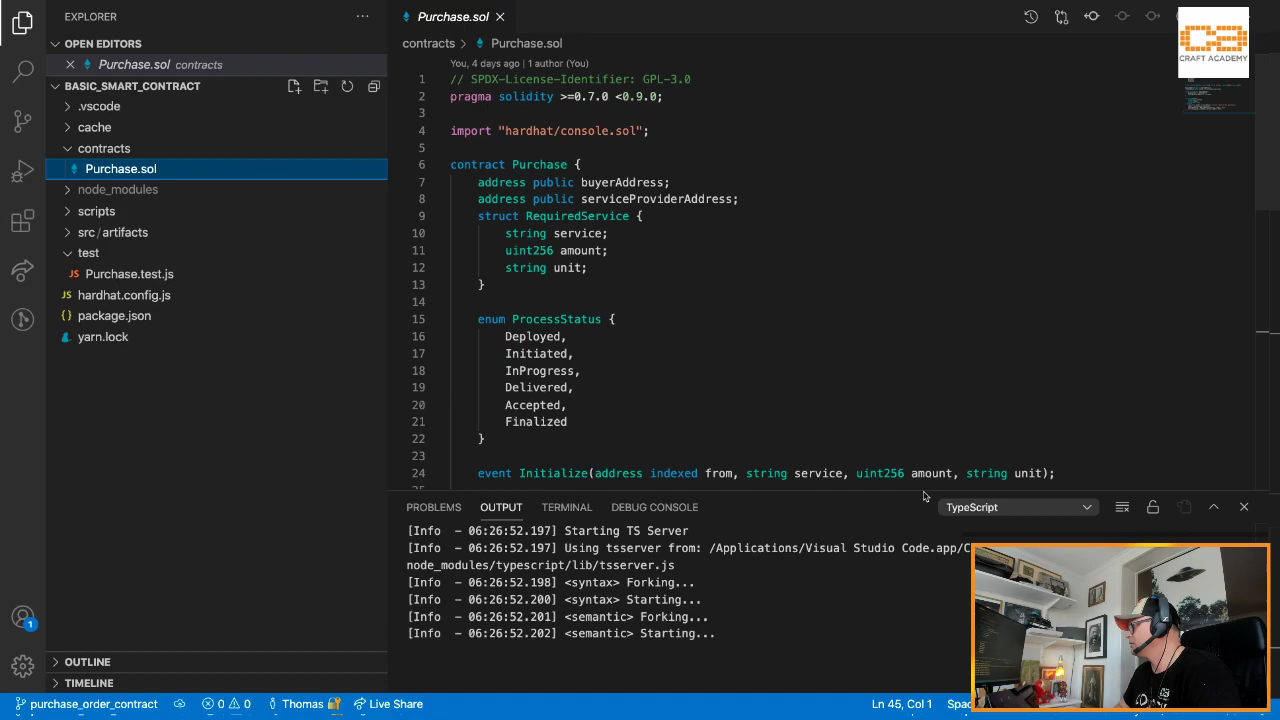 EXPLORER
OPEN EDITORS
Purchase.sol contracts
BASIC_SMART_CONTRACT
.vscode
cache
contracts
Purchase.sol
node_modules
scripts
src/artifacts
test
JS Purchase.test.js
JS hardhat.config.js
{} package.json
yarn.lock
OUTLINE
TIMELINE
Purchase.sol
contracts > Purchase.sol
You, 4 days ago | 1 author (You)
1 // SPDX-License-Identifier: GPL-3.0
2 pragma solidity >=0.7.0 <0.9.0;
3
4 import "hardhat/console.sol";
5
6 contract Purchase {
7 address public buyerAddress;
8 address public serviceProviderAddress;
9 struct RequiredService {
10 string service;
11 uint256 amount;
12 string unit;
13 }
14
15 enum ProcessStatus {
16 Deployed,
17 Initiated,
18 InProgress,
19 Delivered,
20 Accepted,
21 Finalized
22 }
23
24 event Initialize(address indexed from, string service, uint256 amount, string unit);
CRAFT ACADEMY
PROBLEMS OUTPUT TERMINAL DEBUG CONSOLE TypeScript
[Info - 06:26:52.197] Starting TS Server
[Info - 06:26:52.197] Using tsserver from: /Applications/Visual Studio Code.app/C
node_modules/typescript/lib/tsserver.js
[Info - 06:26:52.198] <syntax> Forking...
[Info - 06:26:52.200] <syntax> Starting...
[Info - 06:26:52.201] <semantic> Forking...
[Info - 06:26:52.202] <semantic> Starting...
1
purchase_order_contract 0 0 Thomas Live Share Ln 45, Col 1 Spac